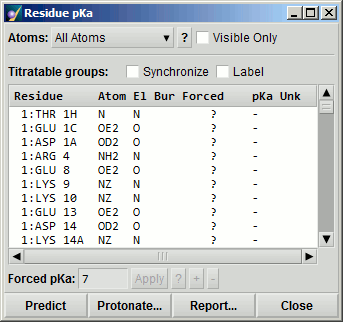 Residue pKa
Atoms: All Atoms ? Visible Only
Titratable groups: Synchronize Label
Residue Atom El Bur Forced pKa Unk
1:THR 1H N N ? -
1:GLU 1C OE2 O ? -
1:ASP 1A OD2 O ? -
1:ARG 4 NH2 N ? -
1:GLU 8 OE2 O ? -
1:LYS 9 NZ N ? -
1:LYS 10 NZ N ? -
1:GLU 13 OE2 O ? -
1:ASP 14 OD2 O ? -
1:LYS 14A NZ N ? -
Forced pKa: 7 Apply ? + -
Predict Protonate... Report... Close